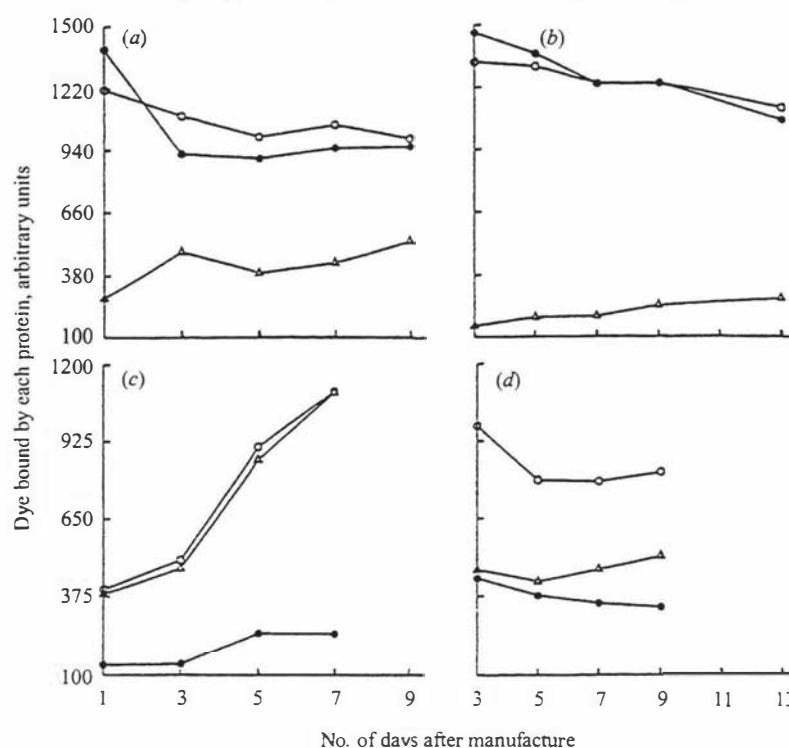 Dye bound by each protein, arbitrary units
1500
1220
940
660
380
100
(a)
(b)
1200
925
650
375
100
(c)
(d)
1 3 5 7 9
3 5 7 9 11 13
No. of days after manufacture